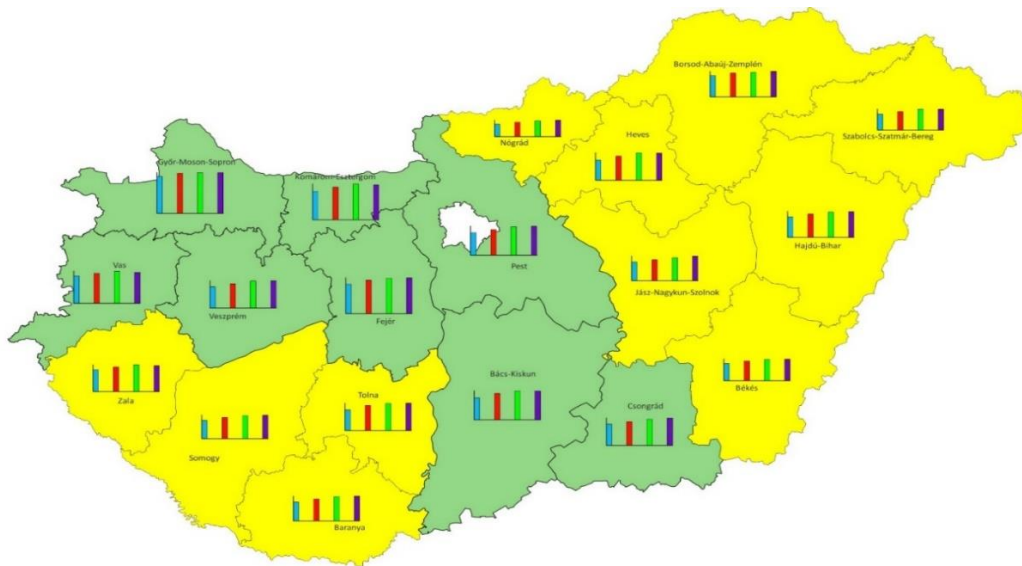 Borsod-Abaúj-Zemplén
Szabolcs-Szatmár-Bereg
Nógrád
Heves
Győr-Moson-Sopron
Komárom-Esztergom
Hajdú-Bihar
Pest
Vas
Jász-Nagykun-Szolnok
Veszprém
Fejér
Bács-Kiskun
Békés
Zala
Tolna
Csongrád
Somogy
Baranya